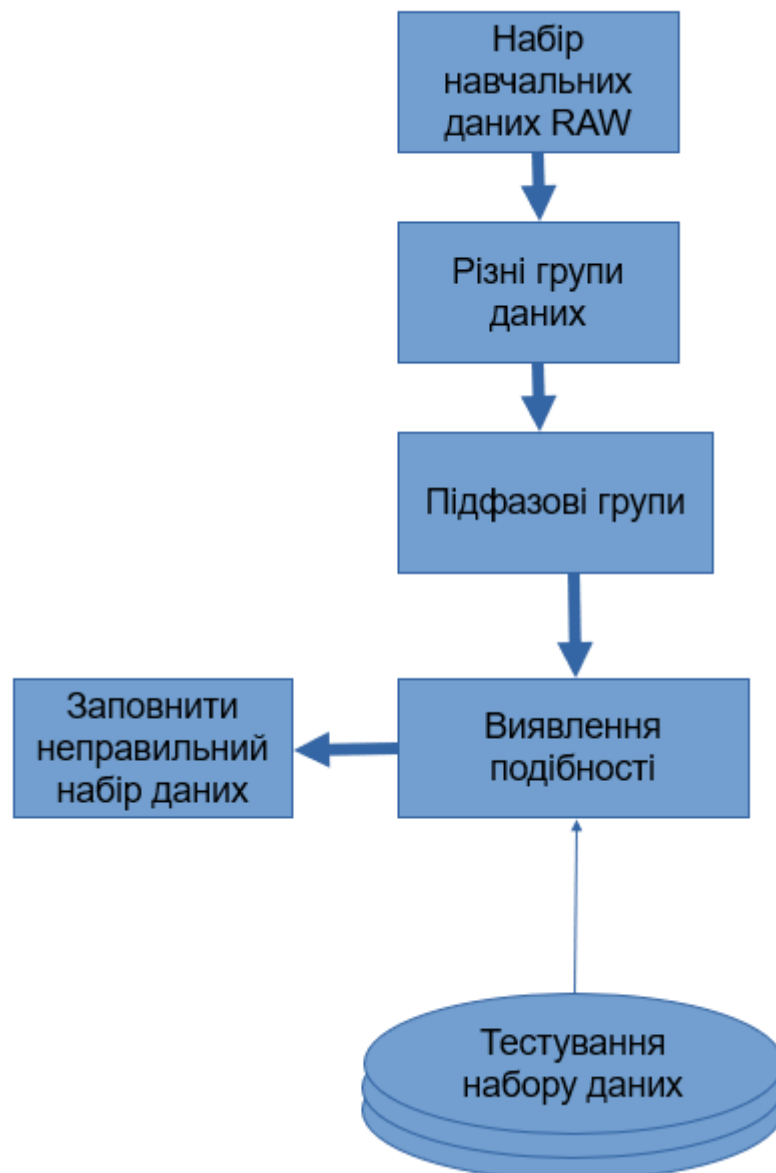 Набір
навчальних
даних RAW
Різні групи
даних
Підфазові групи
Заповнити
неправильний
набір даних
Виявлення
подібності
Тестування
набору даних